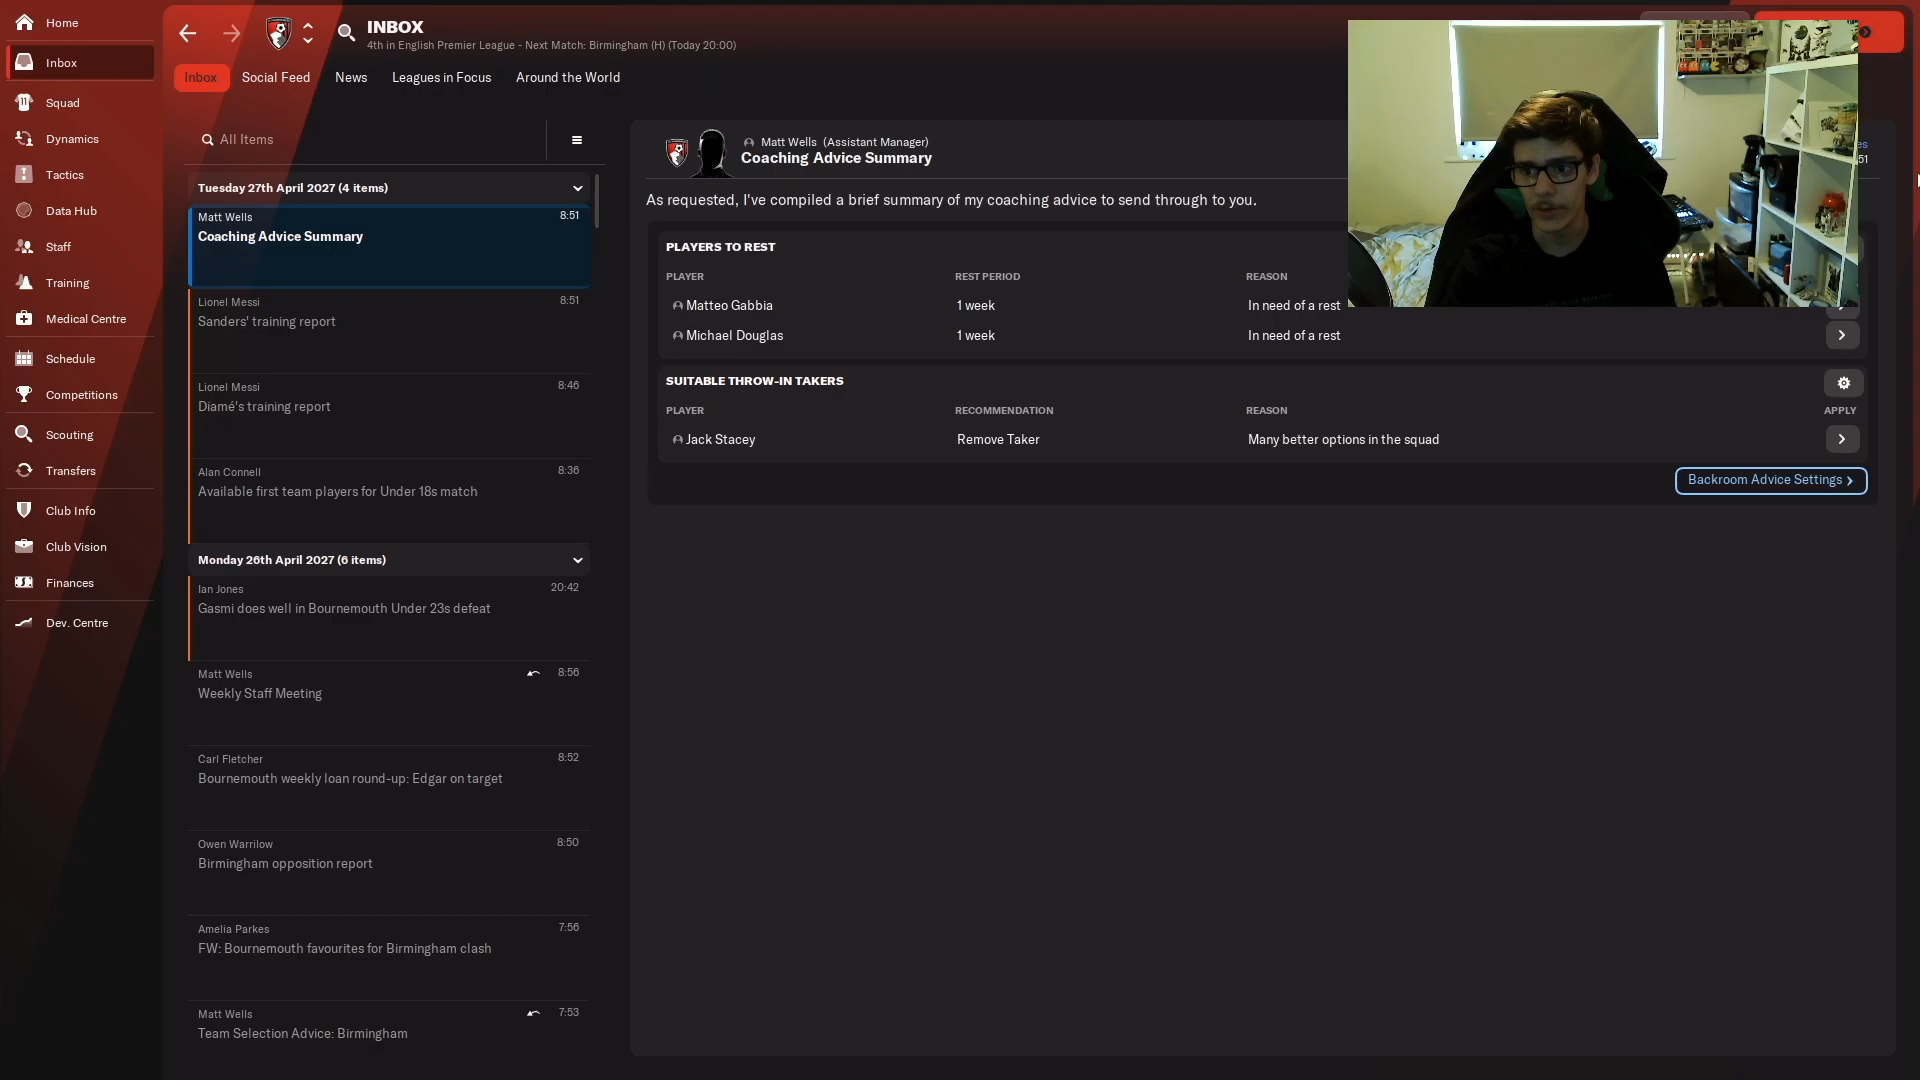 Home
Inbox
Squad
Dynamics
Tactics
Data Hub
Staff
Training
Medical Centre
Schedule
Competitions
Scouting
Transfers
Club Info
Club Vision
Finances
Dev. Centre
INBOX
4th in English Premier League - Next Match: Birmingham (H) (Today 20:00)
Inbox Social Feed News Leagues in Focus Around the World
All Items
Tuesday 27th April 2027 (4 items)
Matt Wells 8:51
Coaching Advice Summary
Lionel Messi 8:51
Sanders' training report
Lionel Messi 8:46
Diamé's training report
Alan Connell 8:36
Available first team players for Under 18s match
Monday 26th April 2027 (6 items)
Ian Jones 20:42
Gasmi does well in Bournemouth Under 23s defeat
Matt Wells 8:56
Weekly Staff Meeting
Carl Fletcher 8:52
Bournemouth weekly loan round-up: Edgar on target
Owen Warrilow 8:50
Birmingham opposition report
Amelia Parkes 7:56
FW: Bournemouth favourites for Birmingham clash
Matt Wells 7:53
Team Selection Advice: Birmingham
Matt Wells (Assistant Manager)
Coaching Advice Summary
As requested, I've compiled a brief summary of my coaching advice to send through to you.
PLAYERS TO REST
PLAYER REST PERIOD REASON
Matteo Gabbia 1 week In need of a rest
Michael Douglas 1 week In need of a rest
SUITABLE THROW-IN TAKERS
PLAYER RECOMMENDATION REASON APPLY
Jack Stacey Remove Taker Many better options in the squad
Backroom Advice Settings